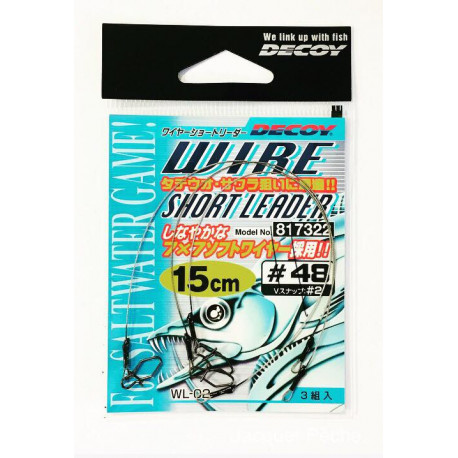 We link up with fish
DECOY
ワイヤーショートリーダー DECOY
WIRE
タチウオ・サワラ狙いに最適!!
SHORT LEADER
しなやかな Model No 817322
7×7ソフトワイヤー採用!!
15cm #48
Vスナップ:#2
FOR SALTWATER GAME!
WL-02 3組入